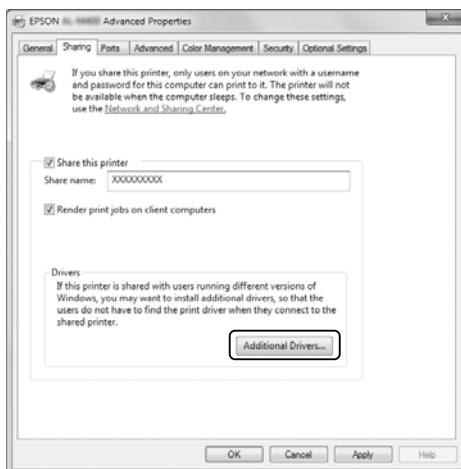 EPSON AL-M400 Advanced Properties
General Sharing Ports Advanced Color Management Security Optional Settings
If you share this printer, only users on your network with a username
and password for this computer can print to it. The printer will not
be available when the computer sleeps. To change these settings,
use the Network and Sharing Center.
Share this printer
Share name: XXXXXXXXXX
Render print jobs on client computers
Drivers
If this printer is shared with users running different versions of
Windows, you may want to install additional drivers, so that the
users do not have to find the print driver when they connect to the
shared printer.
Additional Drivers...
OK Cancel Apply Help